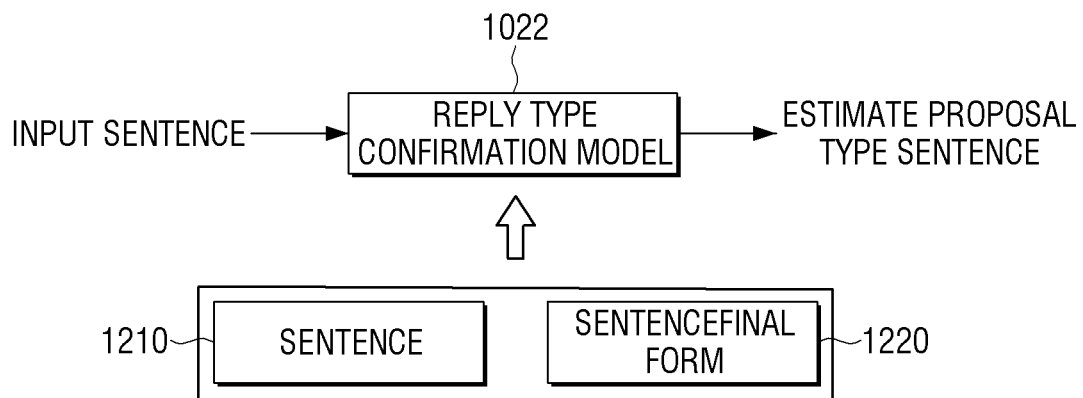 1022
INPUT SENTENCE
REPLY TYPE
CONFIRMATION MODEL
ESTIMATE PROPOSAL
TYPE SENTENCE
1210
SENTENCE
SENTENCEFINAL
FORM
1220